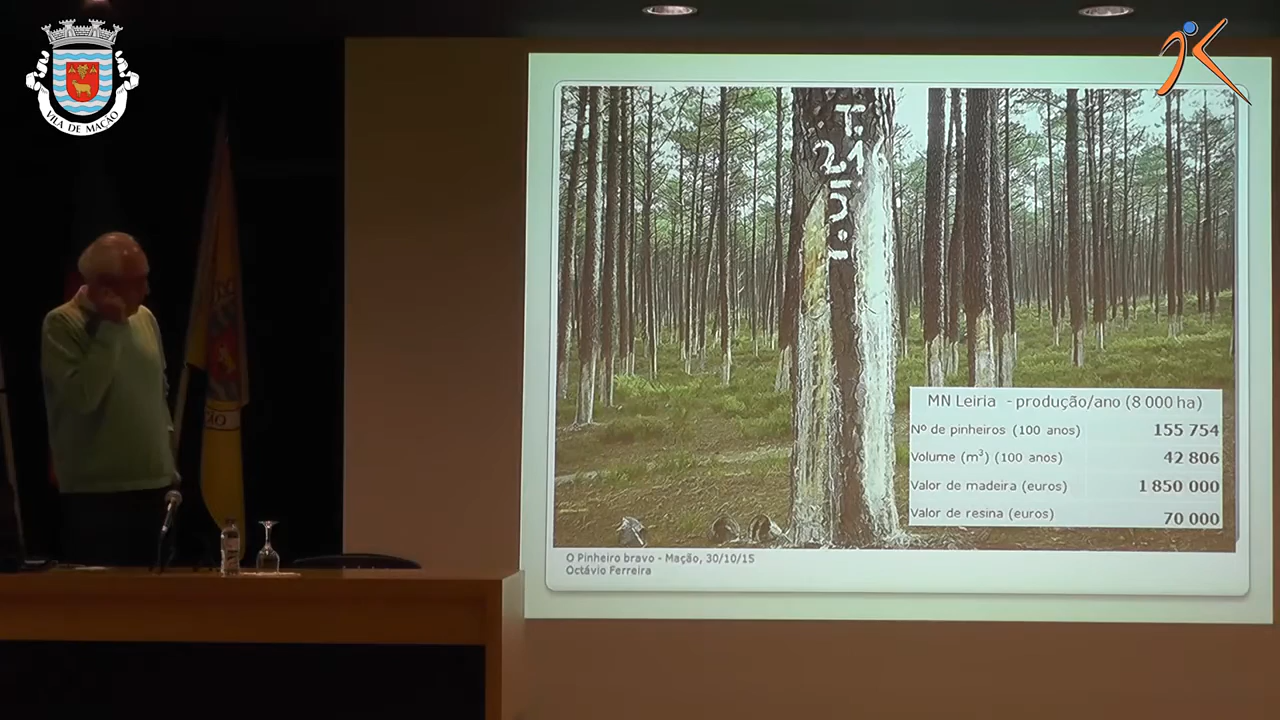 VILA DE MAÇÃO
T.
216
MN Leiria - produção/ano (8 000 ha)
Nº de pinheiros (100 anos) 155 754
Volume (m³) (100 anos) 42 806
Valor de madeira (euros) 1 850 000
Valor de resina (euros) 70 000
O Pinheiro bravo - Mação, 30/10/15
Octávio Ferreira